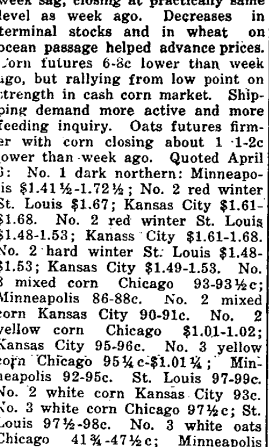 week sag, closing at practically same
level as week ago. Decreases in
terminal stocks and in wheat on
ocean passage helped advance prices.
Corn futures 6-8c lower than week
ago, but rallying from low point on
strength in cash corn market. Ship-
ping demand more active and more
feeding inquiry. Oats futures firm-
er with corn closing about 1 1-2c
lower than week ago. Quoted April
6: No. 1 dark northern: Minneapo-
lis $1.41½-1.72½; No. 2 red winter
St. Louis $1.67; Kansas City $1.61-
$1.68. No. 2 red winter St. Louis
$1.48-1.53; Kanass City $1.61-1.68.
No. 2 hard winter St. Louis $1.48-
$1.53; Kansas City $1.49-1.53. No.
3 mixed corn Chicago 93-93½c;
Minneapolis 86-88c. No. 2 mixed
corn Kansas City 90-91c. No. 2
yellow corn Chicago $1.01-1.02;
Kansas City 95-96c. No. 3 yellow
corn Chicago 95¼c-$1.01¼; Min-
neapolis 92-95c. St. Louis 97-99c.
No. 2 white corn Kansas City 93c.
No. 3 white corn Chicago 97½c; St.
Louis 97½-98c. No. 3 white oats
Chicago 41¾-47½c; Minneapolis